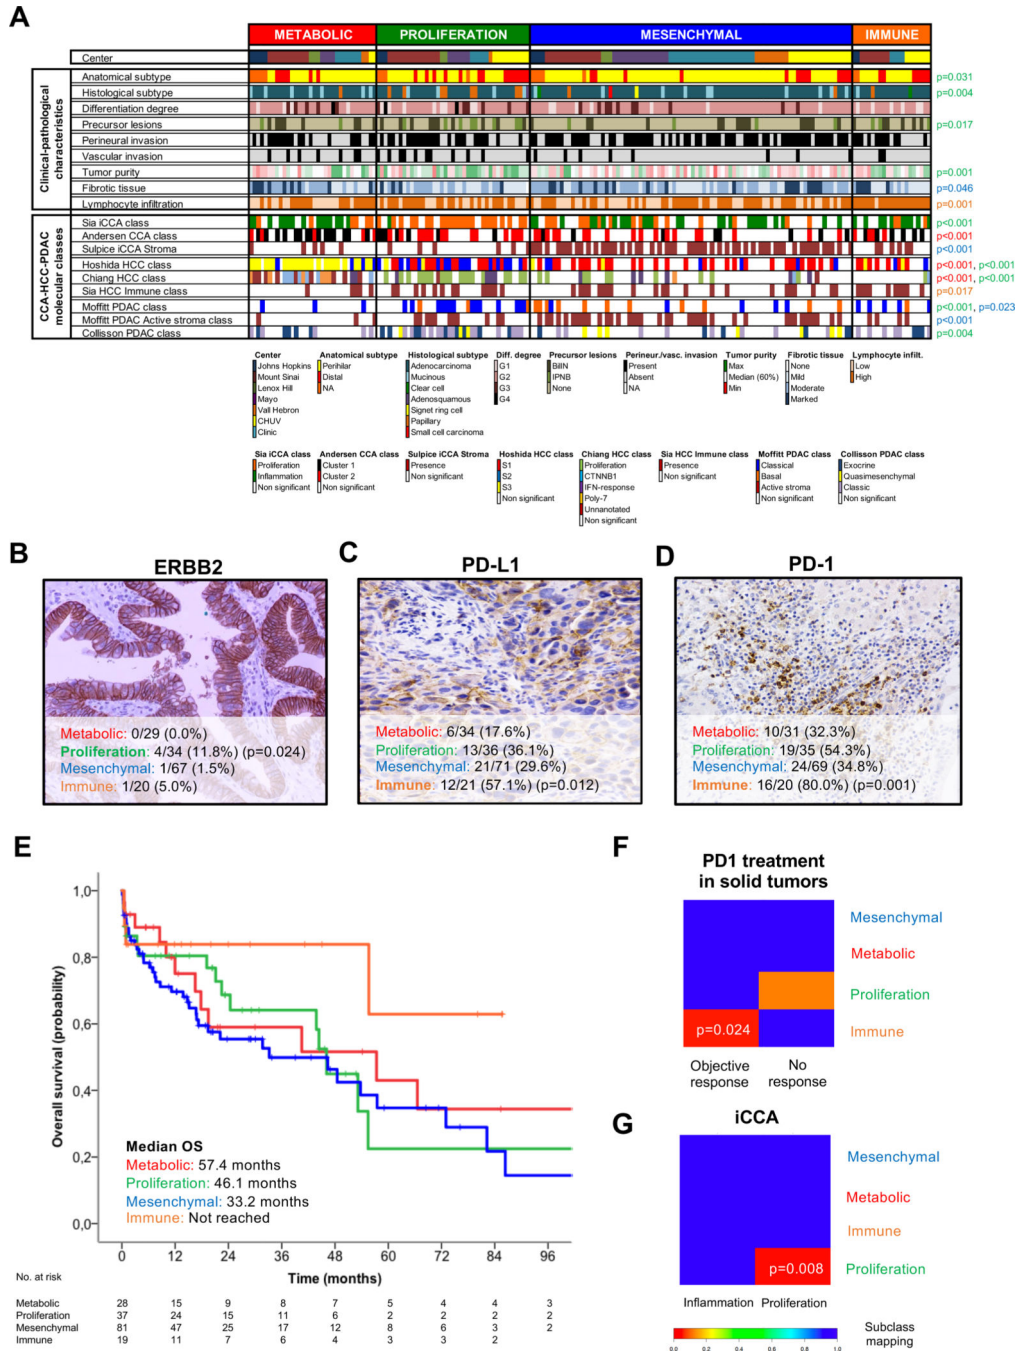 A
METABOLIC PROLIFERATION MESENCHYMAL IMMUNE
Center
Clinical-pathological characteristics
Anatomical subtype p=0.031
Histological subtype p=0.004
Differentiation degree
Precursor lesions p=0.017
Perineural invasion
Vascular invasion
Tumor purity p=0.001
Fibrotic tissue p=0.046
Lymphocyte infiltration p=0.001
CCA-HCC-PDAC molecular classes
Sia iCCA class p<0.001
Andersen CCA class p<0.001
Sulpice iCCA Stroma p<0.001
Hoshida HCC class p<0.001, p<0.001
Chiang HCC class p<0.001, p<0.001
Sia HCC Immune class p=0.017
Moffitt PDAC class p<0.001, p=0.023
Moffitt PDAC Active stroma class p<0.001
Collisson PDAC class p=0.004
Center
Johns Hopkins
Mount Sinai
Lenox Hill
Mayo
Vall Hebron
CHUV
Clinic
Anatomical subtype
Perihilar
Distal
NA
Histological subtype
Adenocarcinoma
Mucinous
Clear cell
Adenosquamous
Signet ring cell
Papillary
Small cell carcinoma
Diff. degree
G1
G2
G3
G4
Precursor lesions
BilIN
IPNB
None
Perineur./vasc. invasion
Present
Absent
NA
Tumor purity
Max
Median (60%)
Min
Fibrotic tissue
None
Mild
Moderate
Marked
Lymphocyte infilt.
Low
High
Sia iCCA class
Proliferation
Inflammation
Non significant
Andersen CCA class
Cluster 1
Cluster 2
Non significant
Sulpice iCCA Stroma
Presence
Non significant
Hoshida HCC class
S1
S2
S3
Non significant
Chiang HCC class
Proliferation
CTNNB1
IFN-response
Poly-7
Unnanotated
Non significant
Sia HCC Immune class
Presence
Non significant
Moffitt PDAC class
Classical
Basal
Active stroma
Non significant
Collisson PDAC class
Exocrine
Quasimesenchymal
Classic
Non significant
B
ERBB2
Metabolic: 0/29 (0.0%)
Proliferation: 4/34 (11.8%) (p=0.024)
Mesenchymal: 1/67 (1.5%)
Immune: 1/20 (5.0%)
C
PD-L1
Metabolic: 6/34 (17.6%)
Proliferation: 13/36 (36.1%)
Mesenchymal: 21/71 (29.6%)
Immune: 12/21 (57.1%) (p=0.012)
D
PD-1
Metabolic: 10/31 (32.3%)
Proliferation: 19/35 (54.3%)
Mesenchymal: 24/69 (34.8%)
Immune: 16/20 (80.0%) (p=0.001)
E
Overall survival (probability)
1,0
0,8
0,6
0,4
0,2
0,0
Median OS
Metabolic: 57.4 months
Proliferation: 46.1 months
Mesenchymal: 33.2 months
Immune: Not reached
0 12 24 36 48 60 72 84 96
Time (months)
No. at risk
Metabolic 28 15 9 8 7 5 4 4 3
Proliferation 37 24 15 11 6 2 2 2 2
Mesenchymal 81 47 25 17 12 8 6 3 2
Immune 19 11 7 6 4 3 3 2
F
PD1 treatment
in solid tumors
Mesenchymal
Metabolic
Proliferation
p=0.024 Immune
Objective response
No response
G
iCCA
Mesenchymal
Metabolic
Immune
p=0.008 Proliferation
Inflammation Proliferation
Subclass mapping
0.0 0.2 0.4 0.6 0.8 1.0